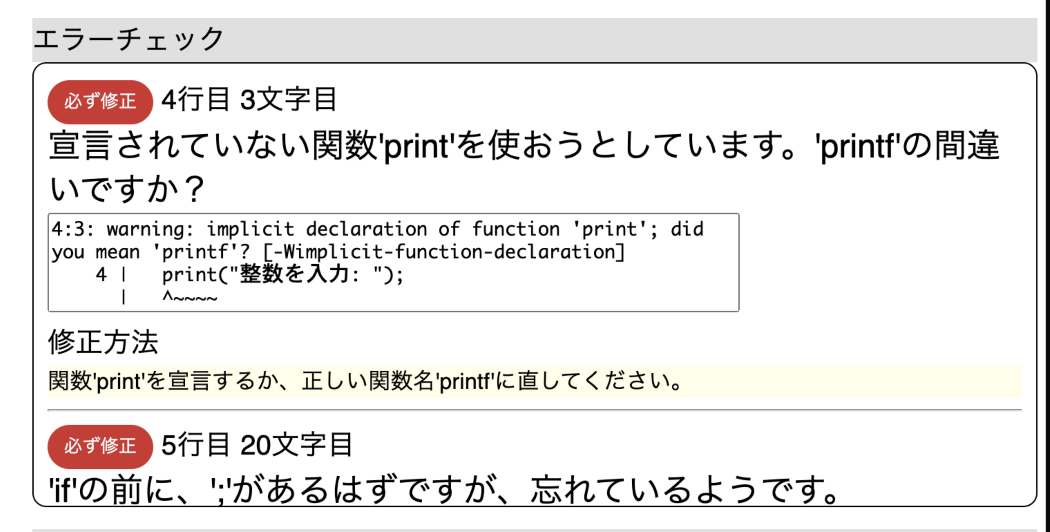 エラーチェック
必ず修正 4行目 3文字目
宣言されていない関数'print'を使おうとしています。'printf'の間違
いですか？
4:3: warning: implicit declaration of function 'print'; did
you mean 'printf'? [-Wimplicit-function-declaration]
4 |   print("整数を入力: ");
|   ^~~~~
修正方法
関数'print'を宣言するか、正しい関数名'printf'に直してください。
必ず修正 5行目 20文字目
'if'の前に、';'があるはずですが、忘れているようです。